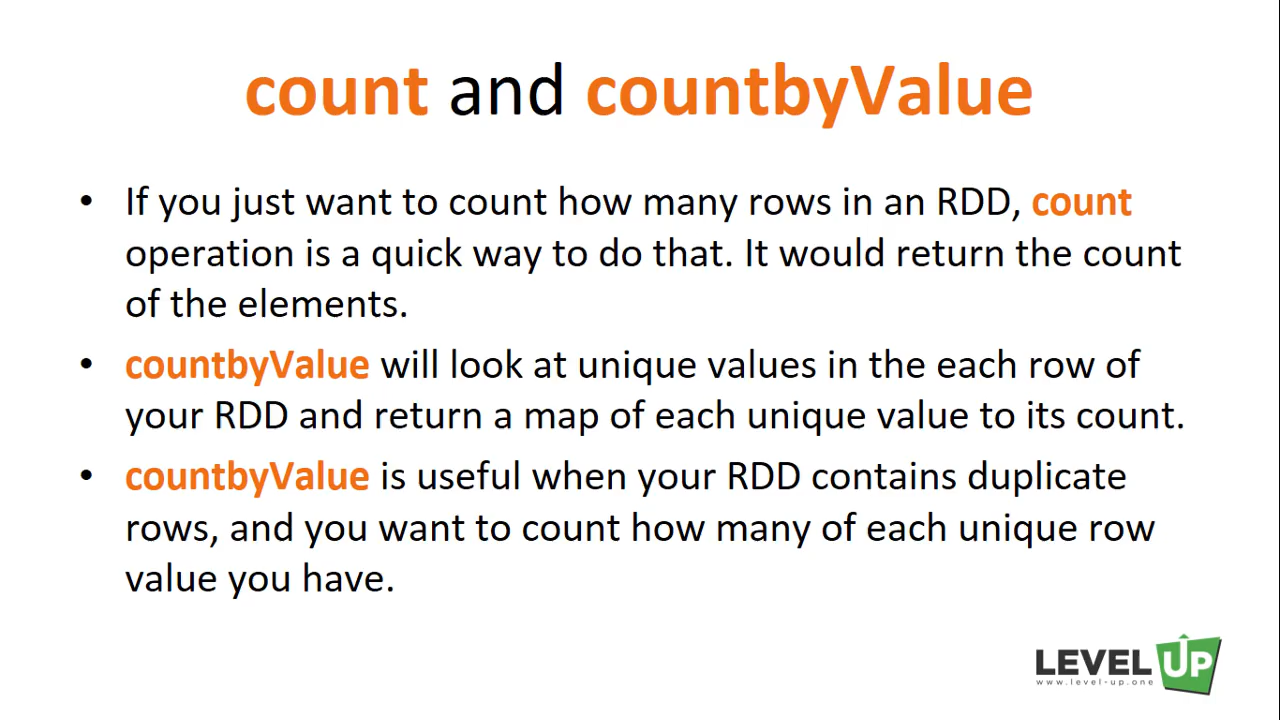 count and countbyValue
• If you just want to count how many rows in an RDD, count
operation is a quick way to do that. It would return the count
of the elements.
• countbyValue will look at unique values in the each row of
your RDD and return a map of each unique value to its count.
• countbyValue is useful when your RDD contains duplicate
rows, and you want to count how many of each unique row
value you have.
LEVEL UP
www.level-up.one